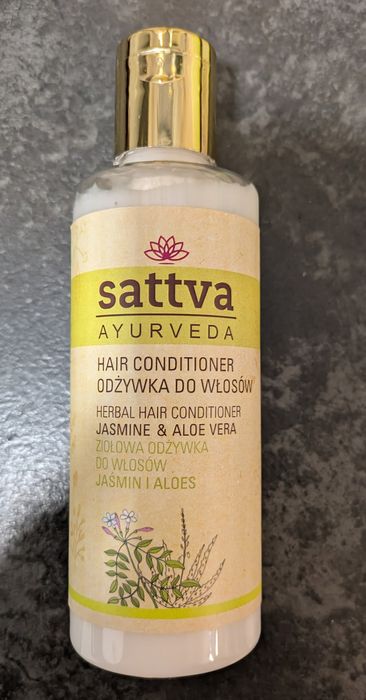 sattva
AYURVEDA
HAIR CONDITIONER
ODŻYWKA DO WŁOSÓW
HERBAL HAIR CONDITIONER
JASMINE & ALOE VERA
ZIOŁOWA ODŻYWKA
DO WŁOSÓW
JAŚMIN I ALOES